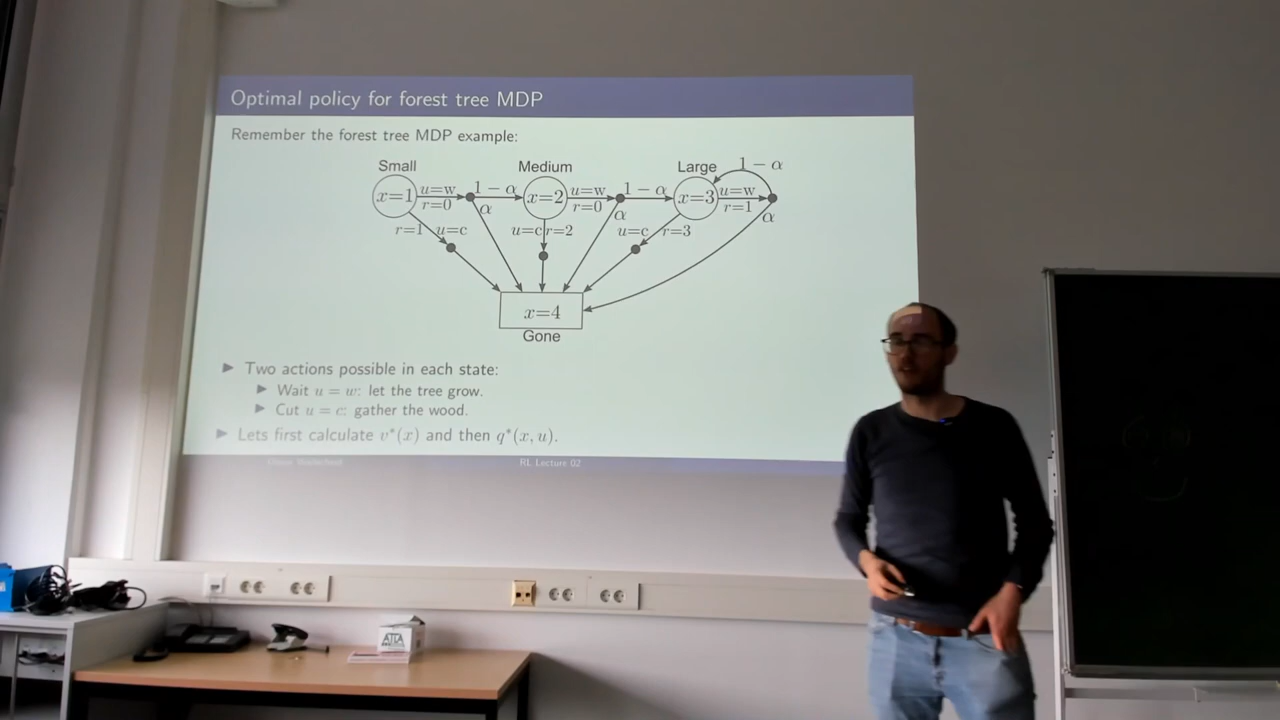 Optimal policy for forest tree MDP
Remember the forest tree MDP example:
Small Medium Large 1 − α
x=1 u=w r=0 1 − α α x=2 u=w r=0 1 − α α x=3 u=w r=1 α
r=1 u=c u=c r=2 u=c r=3
x=4
Gone
▶ Two actions possible in each state:
▶ Wait u = w: let the tree grow.
▶ Cut u = c: gather the wood.
▶ Lets first calculate v*(x) and then q*(x, u).
RL Lecture 02